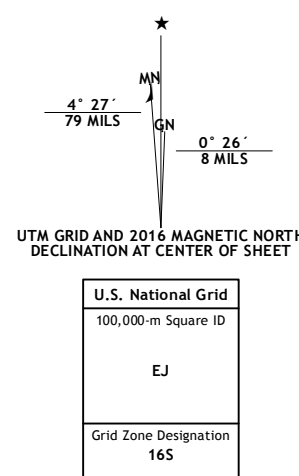 MN
4° 27´
79 MILS
GN
0° 26´
8 MILS
UTM GRID AND 2016 MAGNETIC NORTH
DECLINATION AT CENTER OF SHEET
U.S. National Grid
100,000-m Square ID
EJ
Grid Zone Designation
16S